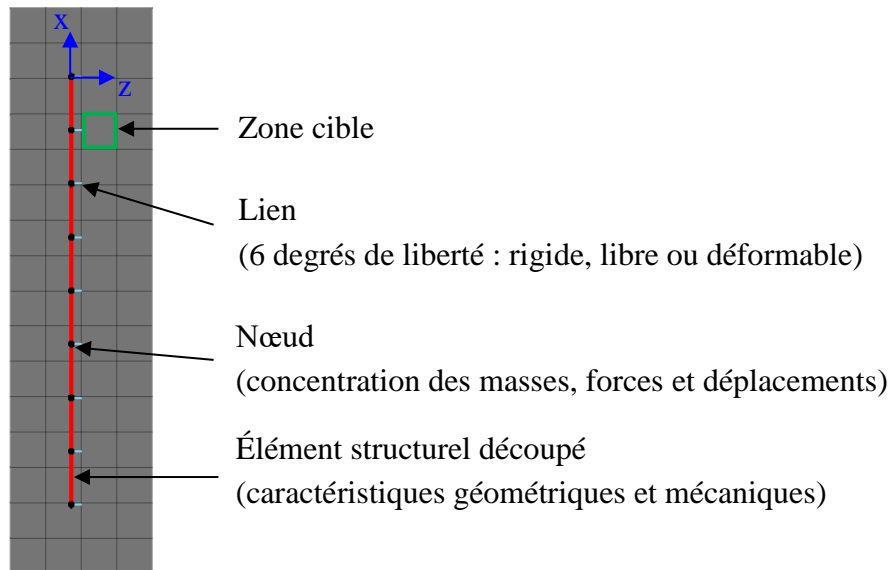 X
Z
Zone cible
Lien
(6 degrés de liberté : rigide, libre ou déformable)
Nœud
(concentration des masses, forces et déplacements)
Élément structurel découpé
(caractéristiques géométriques et mécaniques)